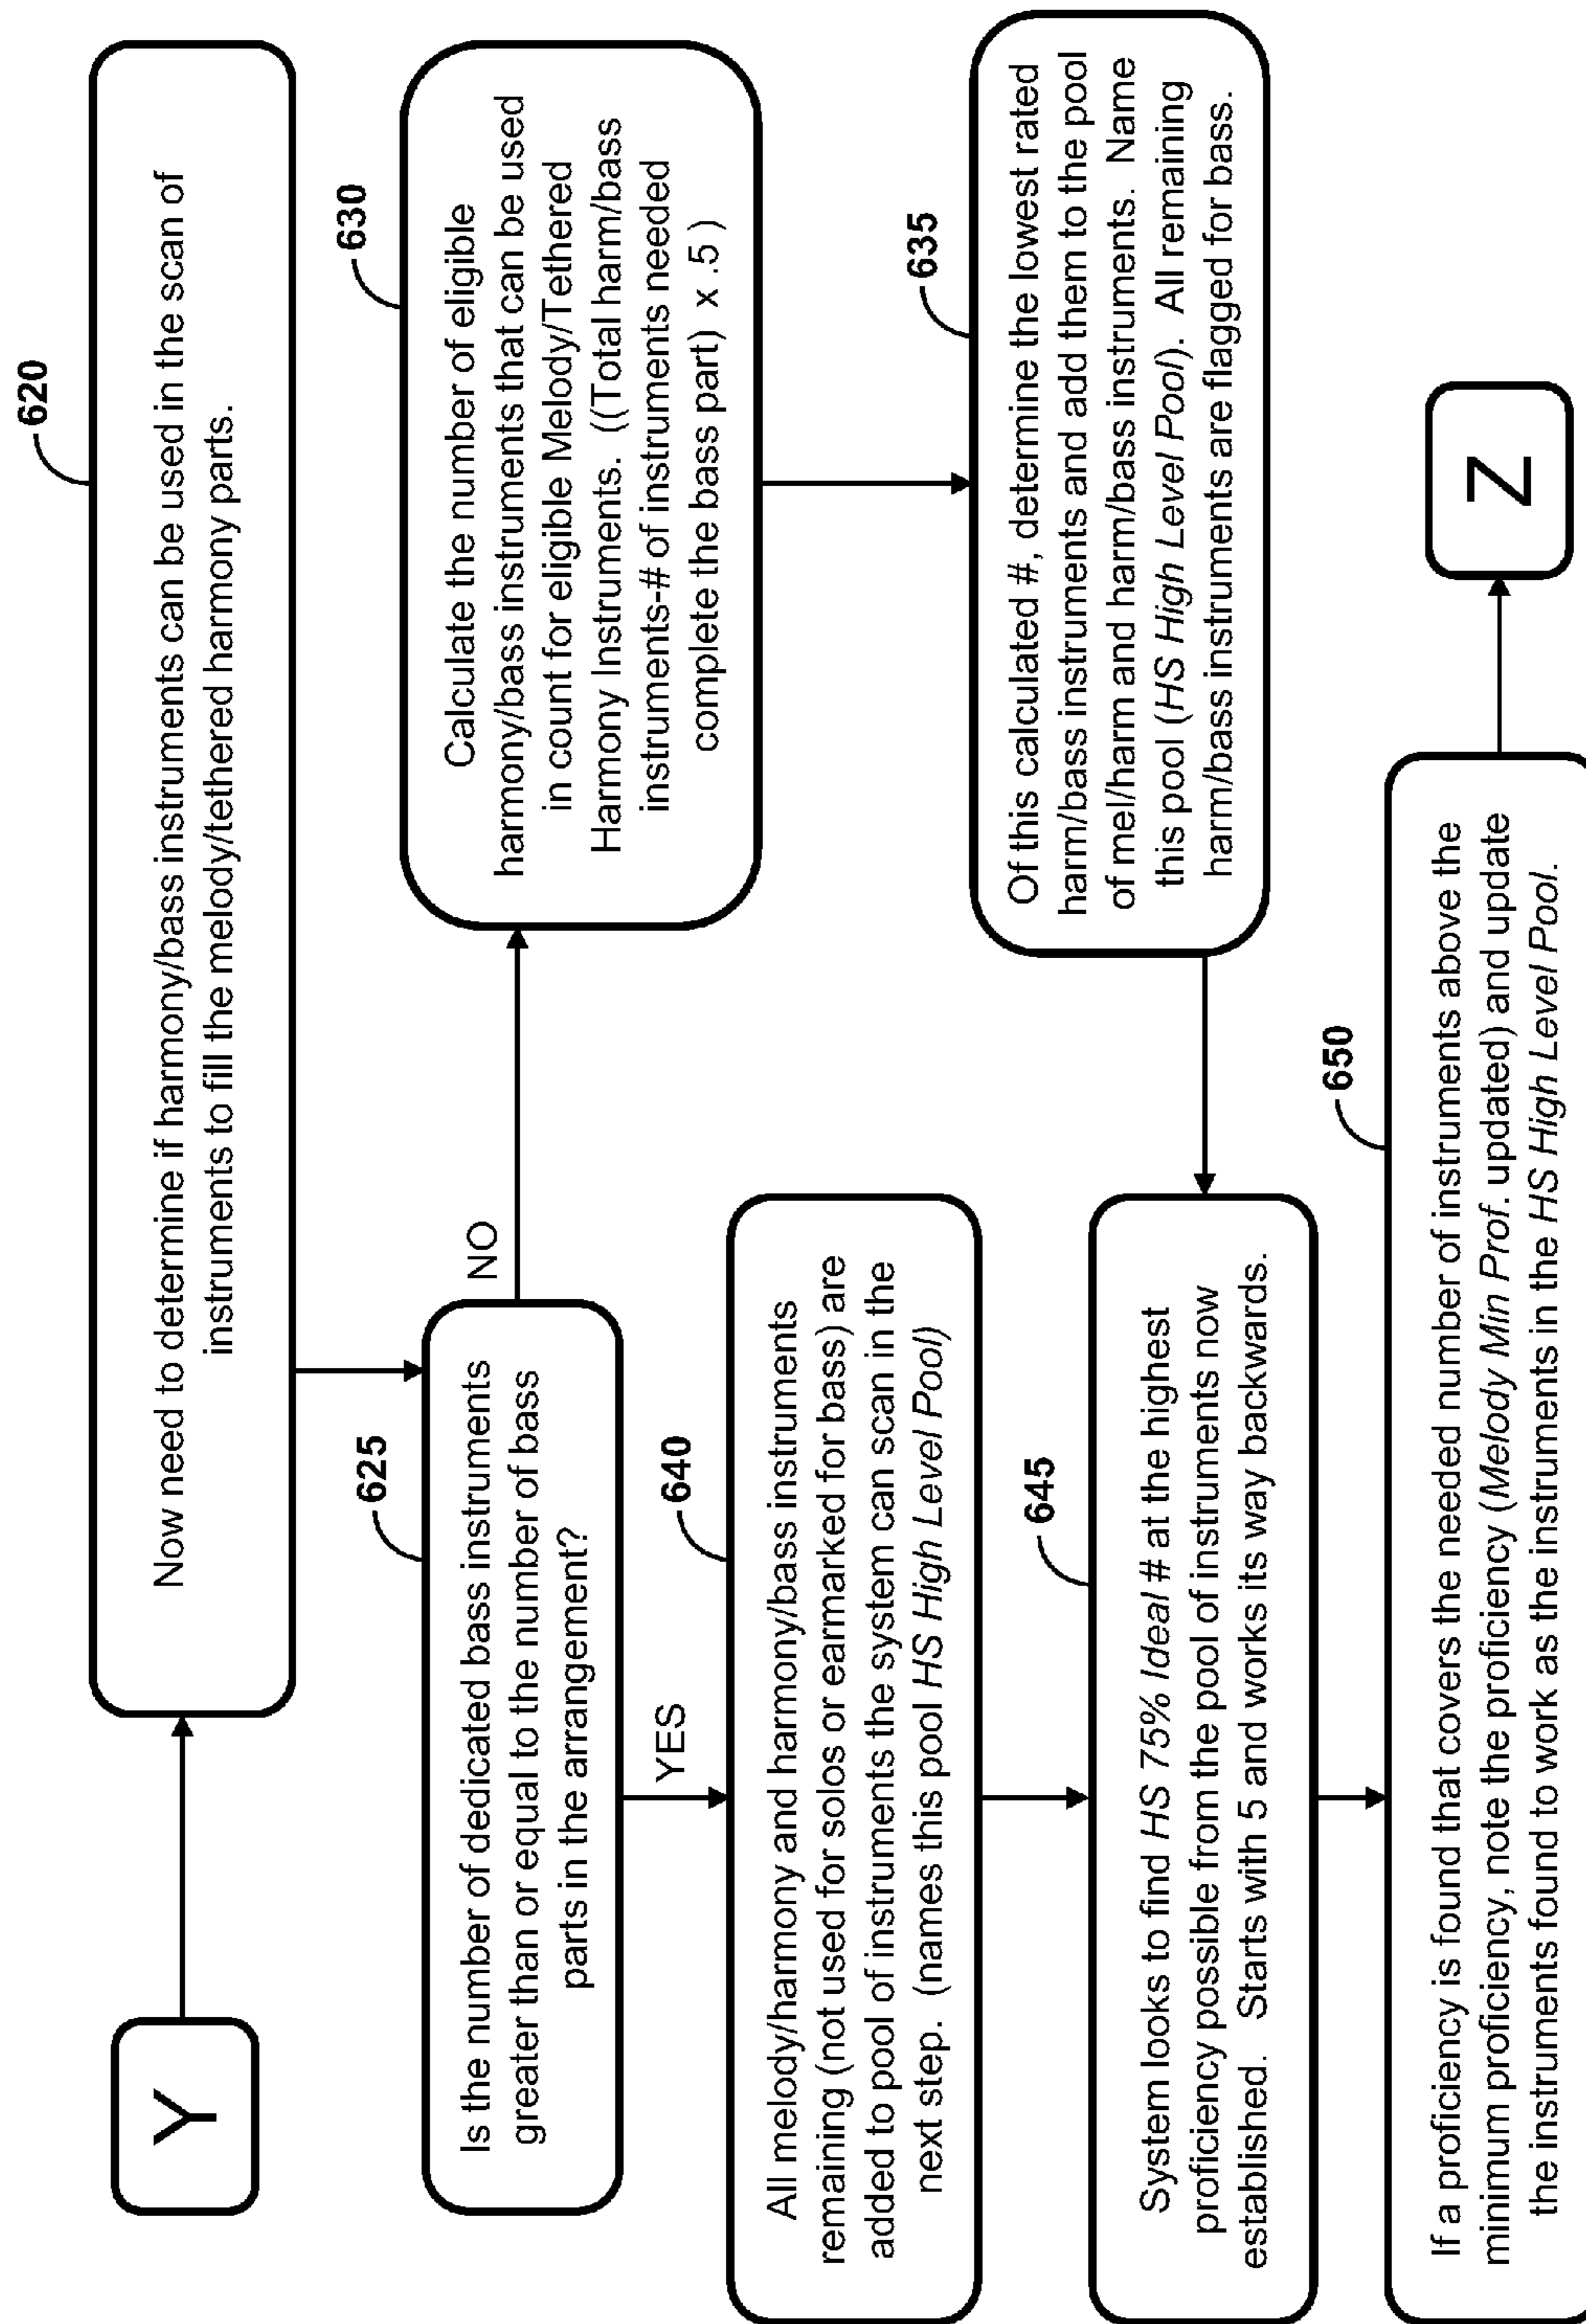 Y
620
Now need to determine if harmony/bass instruments can be used in the scan of
instruments to fill the melody/tethered harmony parts.
625
Is the number of dedicated bass instruments
greater than or equal to the number of bass
parts in the arrangement?
NO
630
Calculate the number of eligible
harmony/bass instruments that can be used
in count for eligible Melody/Tethered
Harmony Instruments. ((Total harm/bass
instruments-# of instruments needed
complete the bass part) x .5 )
YES
640
All melody/harmony and harmony/bass instruments
remaining (not used for solos or earmarked for bass) are
added to pool of instruments the system can scan in the
next step. (names this pool HS High Level Pool)
635
Of this calculated #, determine the lowest rated
harm/bass instruments and add them to the pool
of mel/harm and harm/bass instruments. Name
this pool (HS High Level Pool). All remaining
harm/bass instruments are flagged for bass.
645
System looks to find HS 75% Ideal # at the highest
proficiency possible from the pool of instruments now
established. Starts with 5 and works its way backwards.
650
If a proficiency is found that covers the needed number of instruments above the
minimum proficiency, note the proficiency (Melody Min Prof. updated) and update
the instruments found to work as the instruments in the HS High Level Pool.
Z